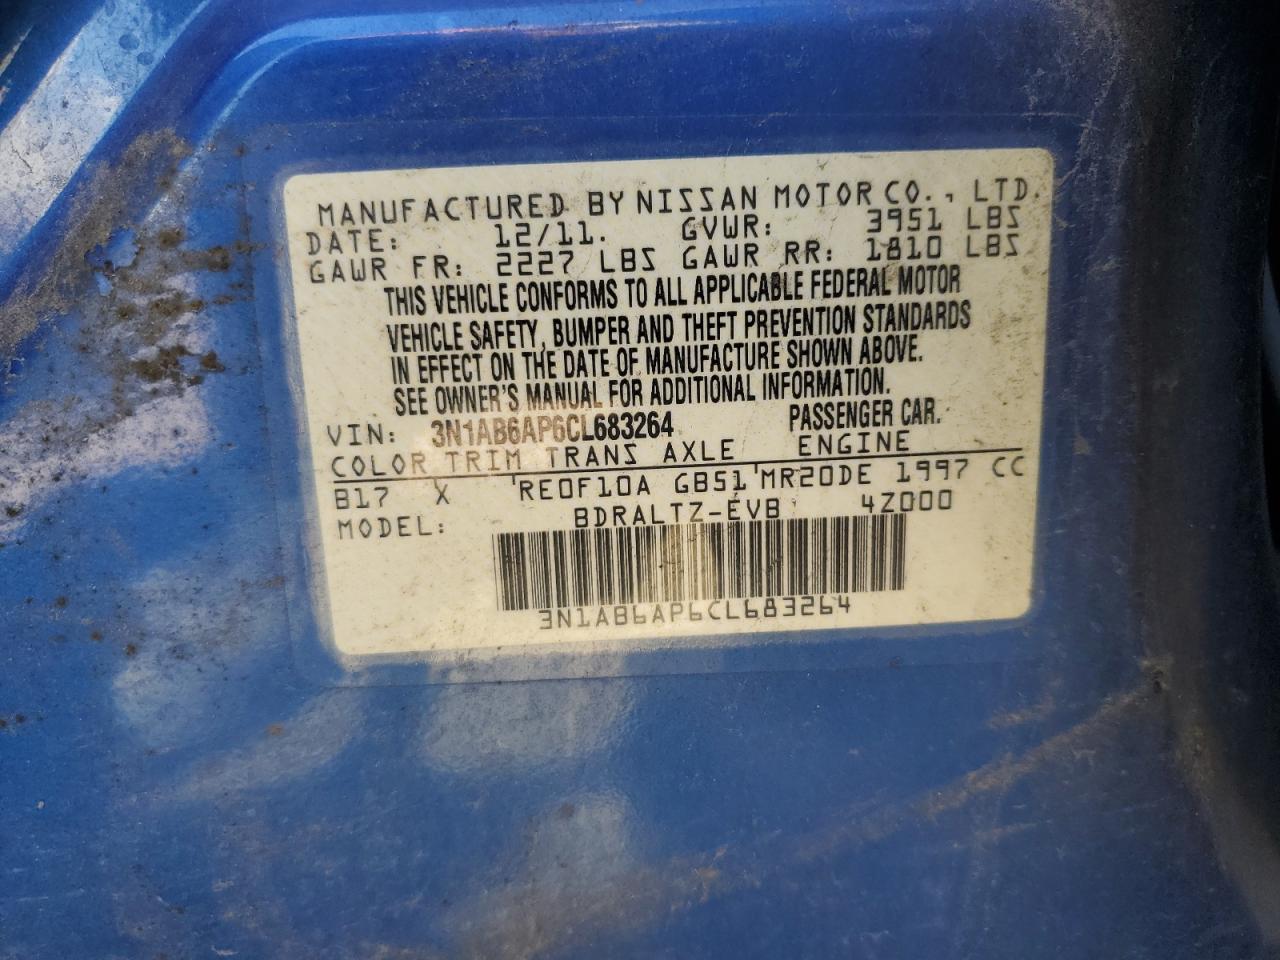 MANUFACTURED BY NISSAN MOTOR CO., LTD.
DATE: 12/11. GVWR: 3951 LBS
GAWR FR: 2227 LBS GAWR RR: 1810 LBS
THIS VEHICLE CONFORMS TO ALL APPLICABLE FEDERAL MOTOR
VEHICLE SAFETY, BUMPER AND THEFT PREVENTION STANDARDS
IN EFFECT ON THE DATE OF MANUFACTURE SHOWN ABOVE.
SEE OWNER'S MANUAL FOR ADDITIONAL INFORMATION.
VIN: 3N1AB6AP6CL683264 PASSENGER CAR.
COLOR TRIM TRANS AXLE ENGINE
B17 X RE0F10A GB51 MR20DE 1997 CC
MODEL: BDRALTZ-EVB 4Z000
3N1AB6AP6CL683264